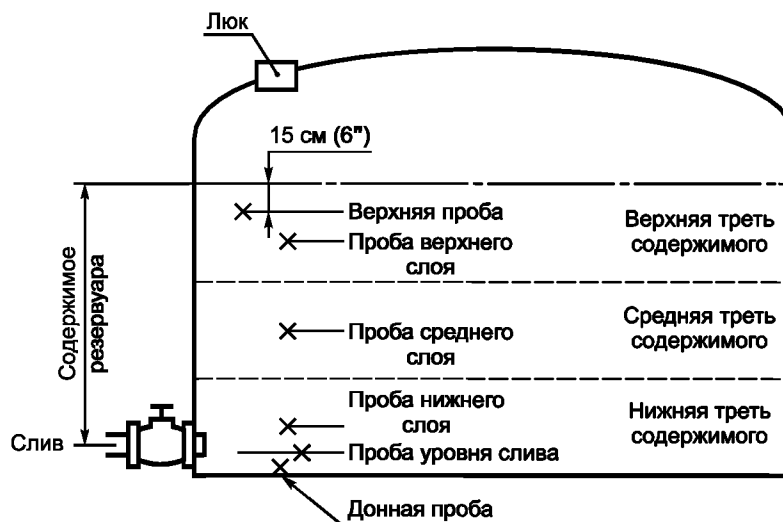 Люк
15 см (6")
Верхняя проба
Проба верхнего
слоя
Верхняя треть
содержимого
Содержимое
резервуара
Проба среднего
слоя
Средняя треть
содержимого
Проба нижнего
слоя
Нижняя треть
содержимого
Слив
Проба уровня слива
Донная проба